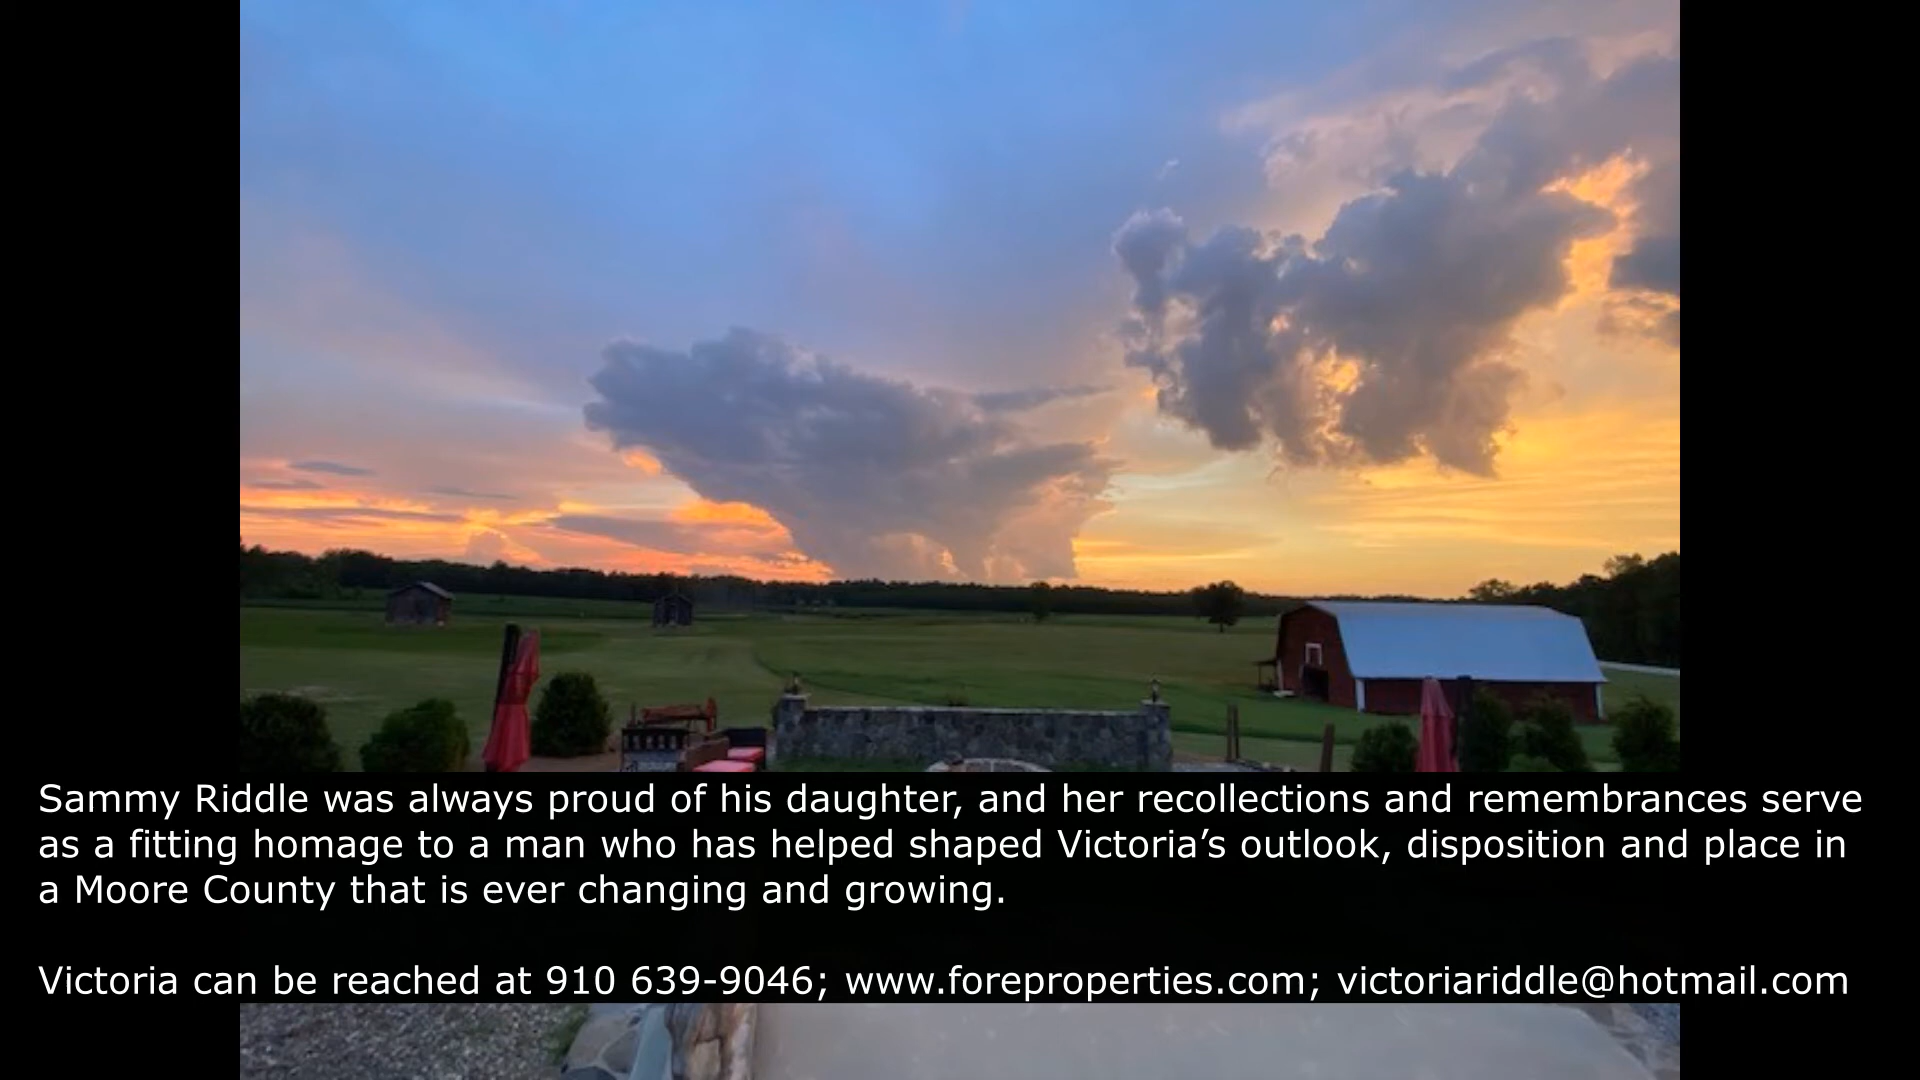 Sammy Riddle was always proud of his daughter, and her recollections and remembrances serve
as a fitting homage to a man who has helped shaped Victoria’s outlook, disposition and place in
a Moore County that is ever changing and growing.
Victoria can be reached at 910 639-9046; www.foreproperties.com; victoriariddle@hotmail.com